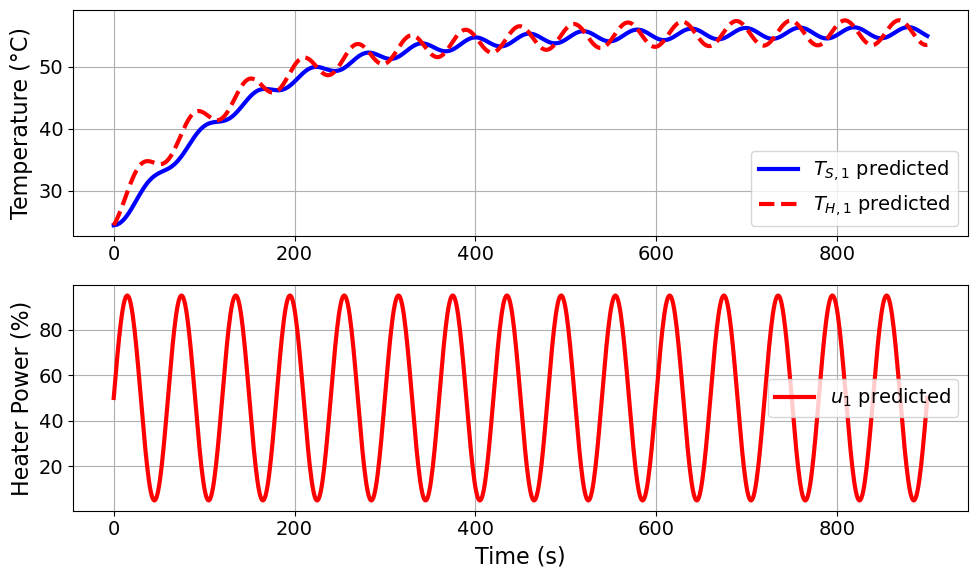 Temperature (°C)
50
40
30
T_{S,1} predicted
T_{H,1} predicted
0 200 400 600 800
Heater Power (%)
80
60
40
20
u_1 predicted
0 200 400 600 800
Time (s)